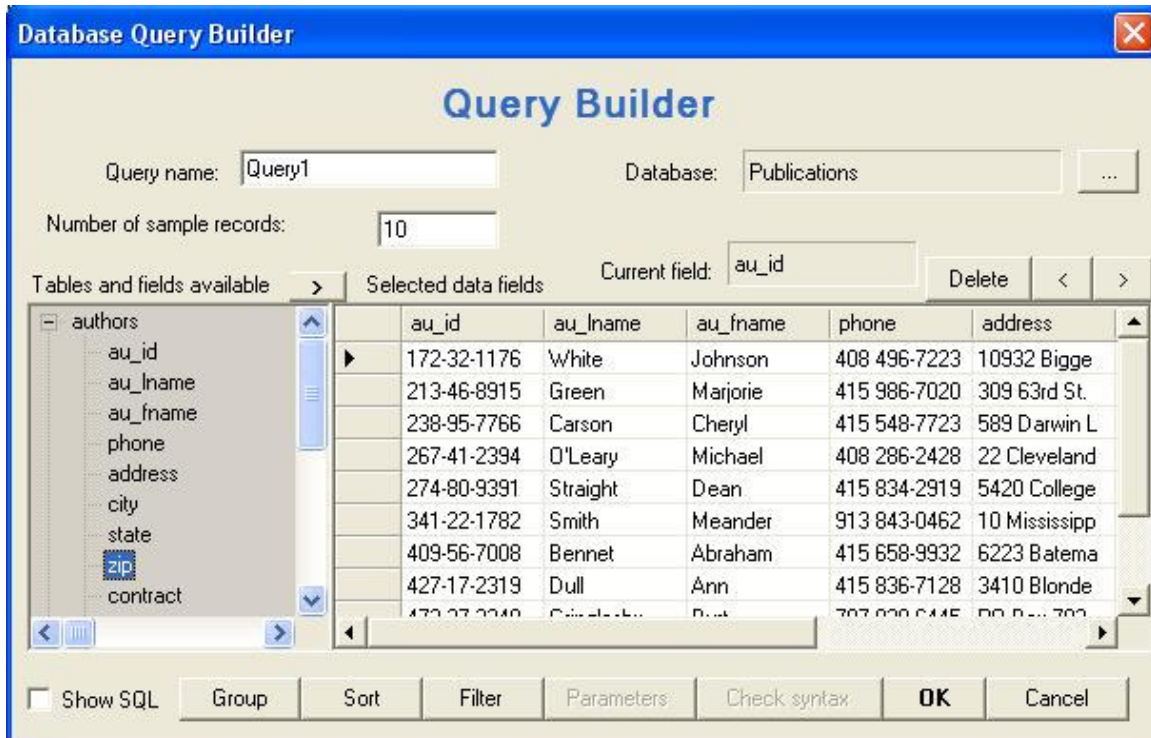 Database Query Builder
Query Builder
Query name: Query1 Database: Publications ...
Number of sample records: 10
Current field: au_id
Tables and fields available > Selected data fields Delete < >
authors
au_id
au_lname
au_fname
phone
address
city
state
zip
contract
au_id au_lname au_fname phone address
172-32-1176 White Johnson 408 496-7223 10932 Bigge
213-46-8915 Green Marjorie 415 986-7020 309 63rd St.
238-95-7766 Carson Cheryl 415 548-7723 589 Darwin L
267-41-2394 O'Leary Michael 408 286-2428 22 Cleveland
274-80-9391 Straight Dean 415 834-2919 5420 College
341-22-1782 Smith Meander 913 843-0462 10 Mississipp
409-56-7008 Bennet Abraham 415 658-9932 6223 Batema
427-17-2319 Dull Ann 415 836-7128 3410 Blonde
Show SQL Group Sort Filter Parameters Check syntax OK Cancel